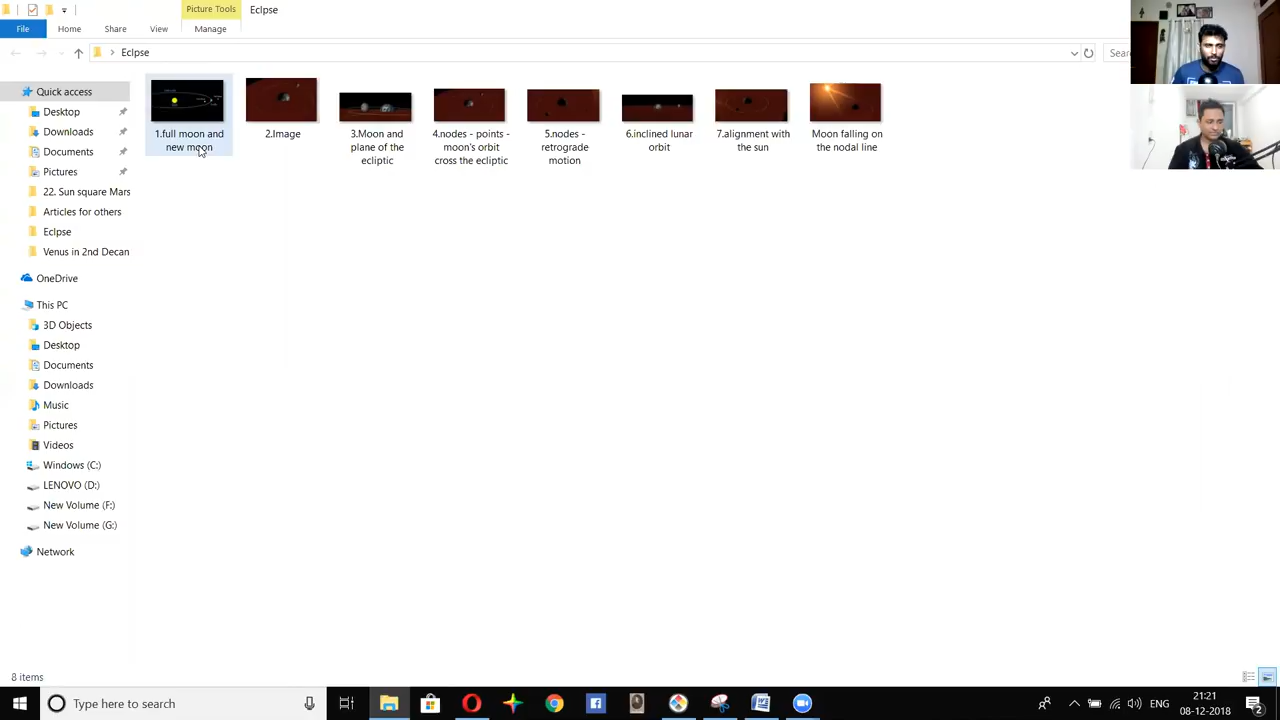 Picture Tools
Eclpse
File
Home
Share
View
Manage
Eclpse
Sear
Quick access
Desktop
Downloads
Documents
Pictures
22. Sun square Mars
Articles for others
Eclpse
Venus in 2nd Decan
OneDrive
This PC
3D Objects
Desktop
Documents
Downloads
Music
Pictures
Videos
Windows (C:)
LENOVO (D:)
New Volume (F:)
New Volume (G:)
Network
1.full moon and
new moon
2.Image
3.Moon and
plane of the
ecliptic
4.nodes - points -
moon's orbit
cross the ecliptic
5.nodes -
retrograde
motion
6.inclined lunar
orbit
7.alignment with
the sun
Moon falling on
the nodal line
8 items
Type here to search
ENG
21:21
08-12-2018
2